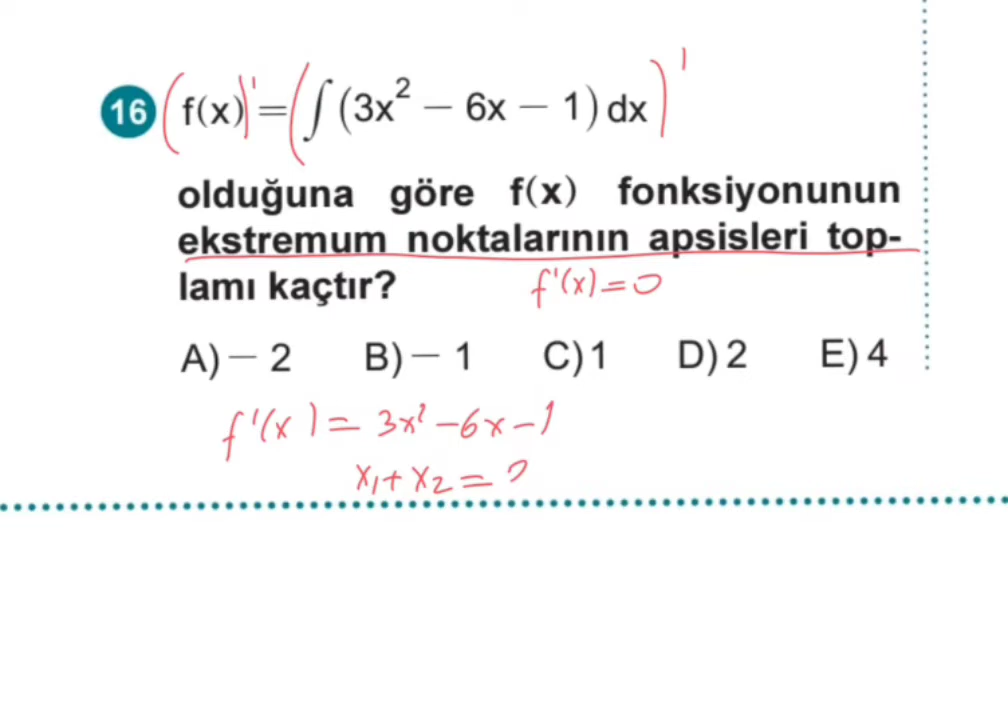 16 (f(x))' = (∫ (3x² − 6x − 1) dx)'
olduğuna göre f(x) fonksiyonunun
ekstremum noktalarının apsisleri top-
lamı kaçtır?
f'(x) = 0
A) − 2 B) − 1 C) 1 D) 2 E) 4
f'(x) = 3x² − 6x − 1
x₁ + x₂ = ?